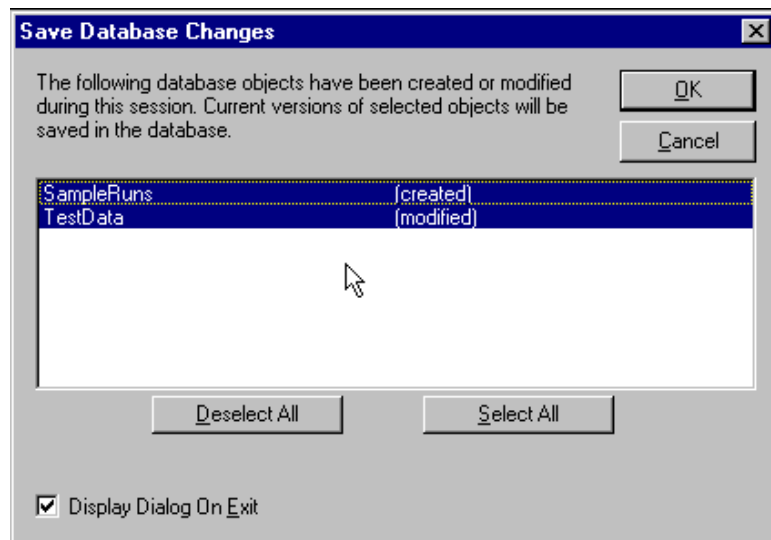 Save Database Changes
The following database objects have been created or modified
during this session. Current versions of selected objects will be
saved in the database.
OK
Cancel
SampleRuns (created)
TestData (modified)
Deselect All Select All
Display Dialog On Exit